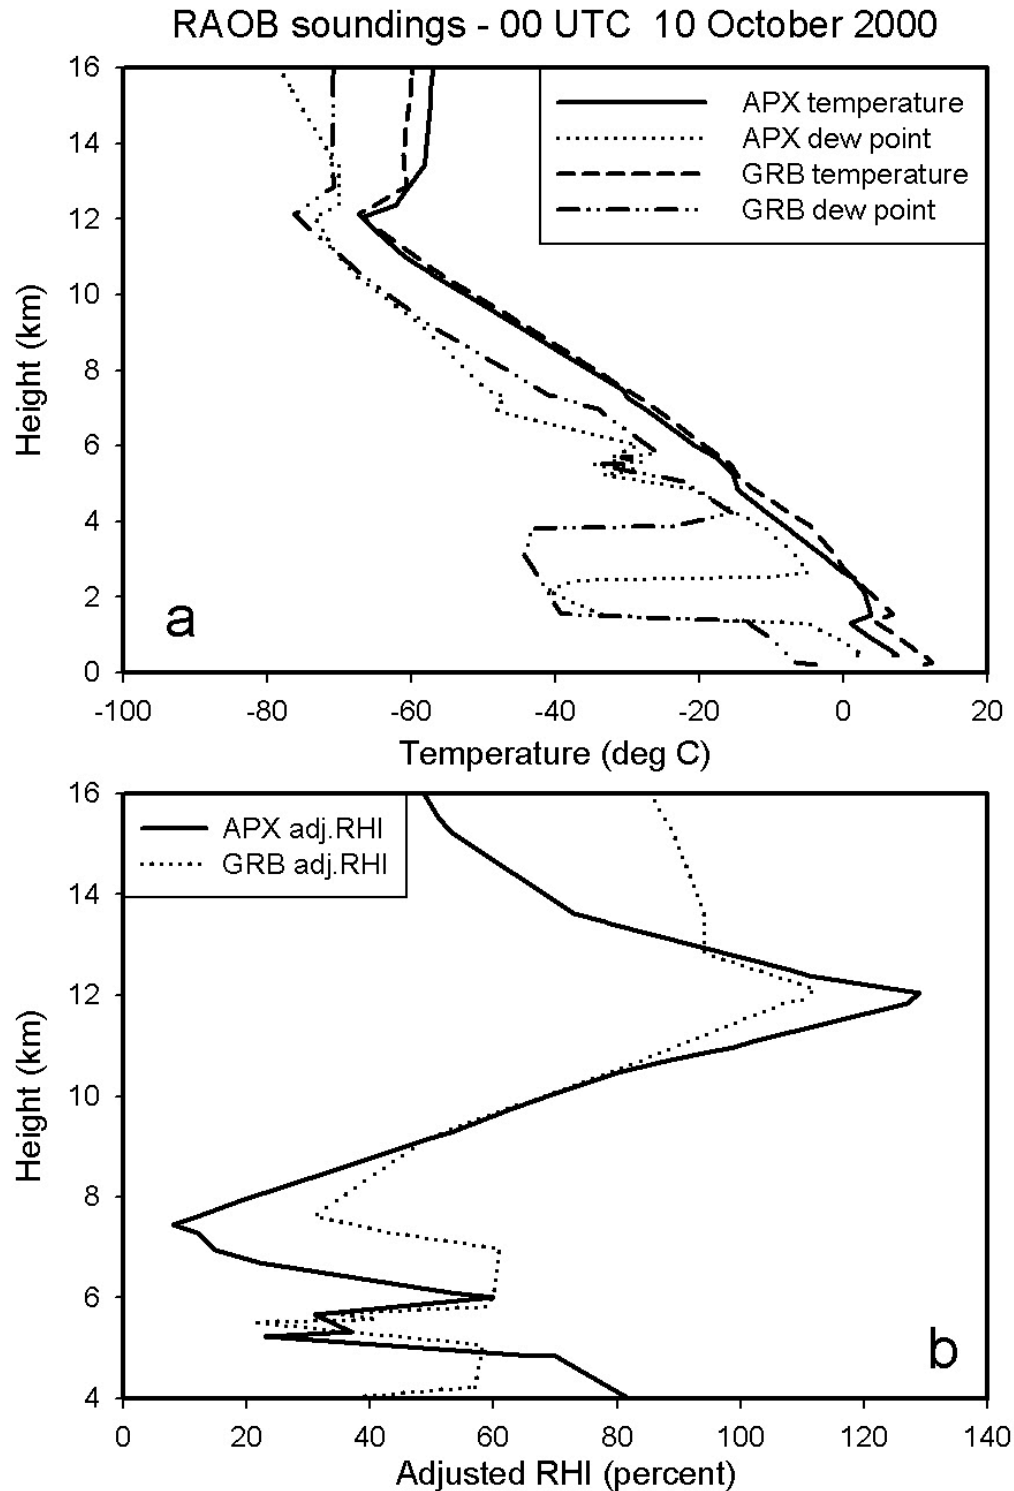 RAOB soundings - 00 UTC 10 October 2000
16
14
12
10
8
6
4
2
0
Height (km)
APX temperature
APX dew point
GRB temperature
GRB dew point
a
-100 -80 -60 -40 -20 0 20
Temperature (deg C)
16
14
12
10
8
6
4
Height (km)
APX adj.RHI
GRB adj.RHI
b
0 20 40 60 80 100 120 140
Adjusted RHI (percent)